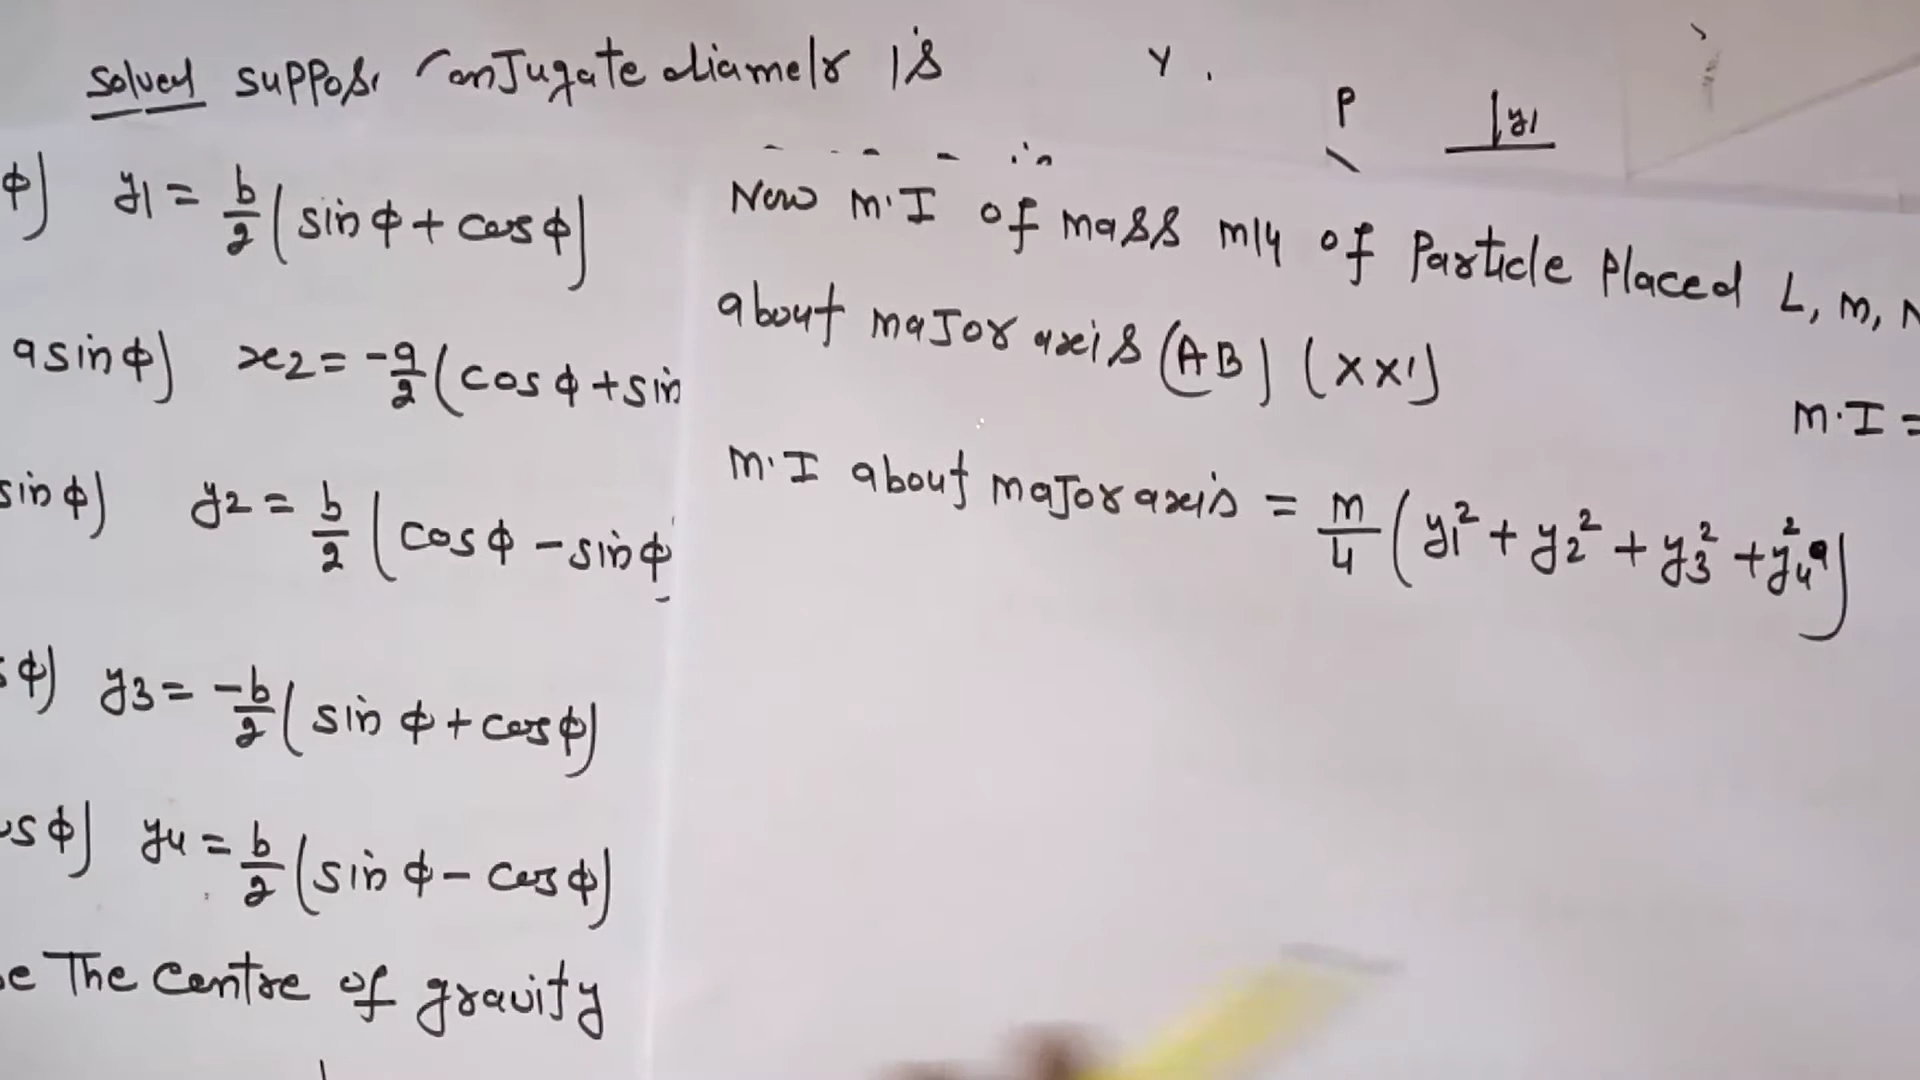 Solved suppos conjugate diameter is
Y.
P
y1
φ) y1 = b/2 (sin φ + cos φ)
a sin φ) x2 = -a/2 (cos φ + sin
sin φ) y2 = b/2 (cos φ - sin φ
φ) y3 = -b/2 (sin φ + cos φ)
os φ) y4 = b/2 (sin φ - cos φ)
e The centre of gravity
Now M.I of mass m/4 of Particle Placed L, M, N
about major axis (AB) (XX')
M.I =
M.I about major axis = m/4 (y1² + y2² + y3² + y4²)